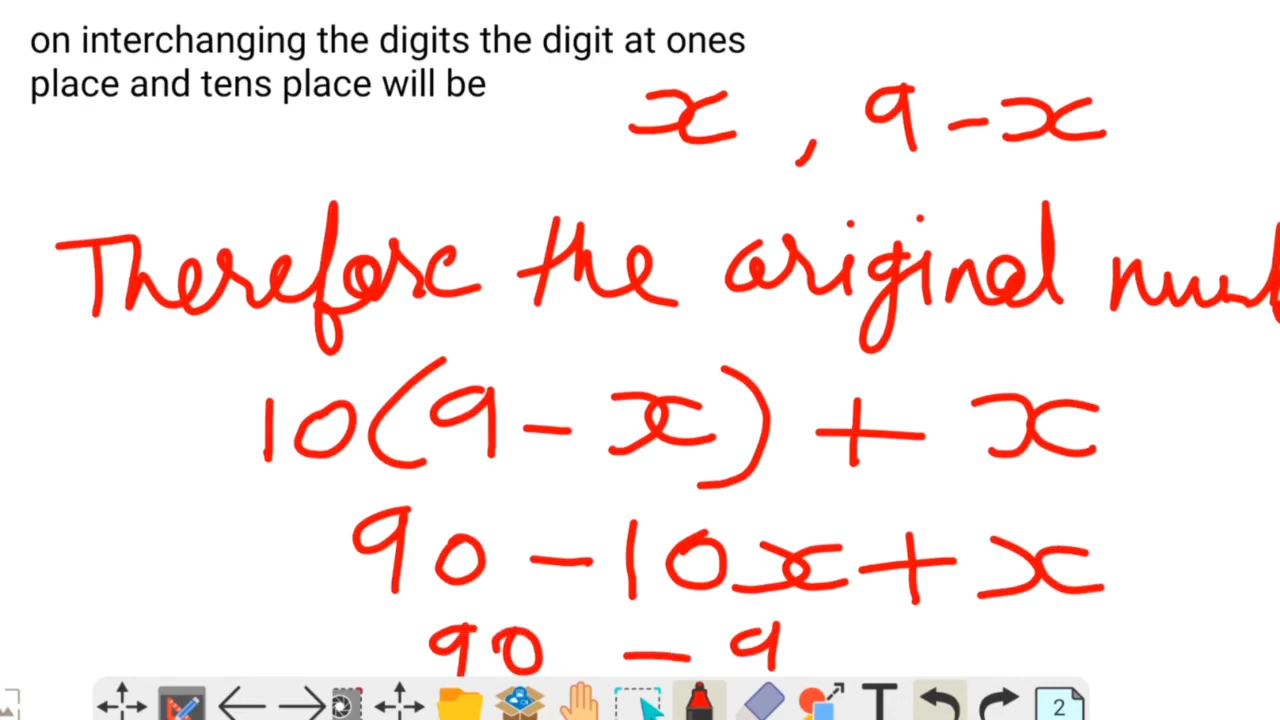 on interchanging the digits the digit at ones
place and tens place will be
x , 9 - x
Therefore the original
10(9 - x) + x
90 - 10x + x
90 - 9
2